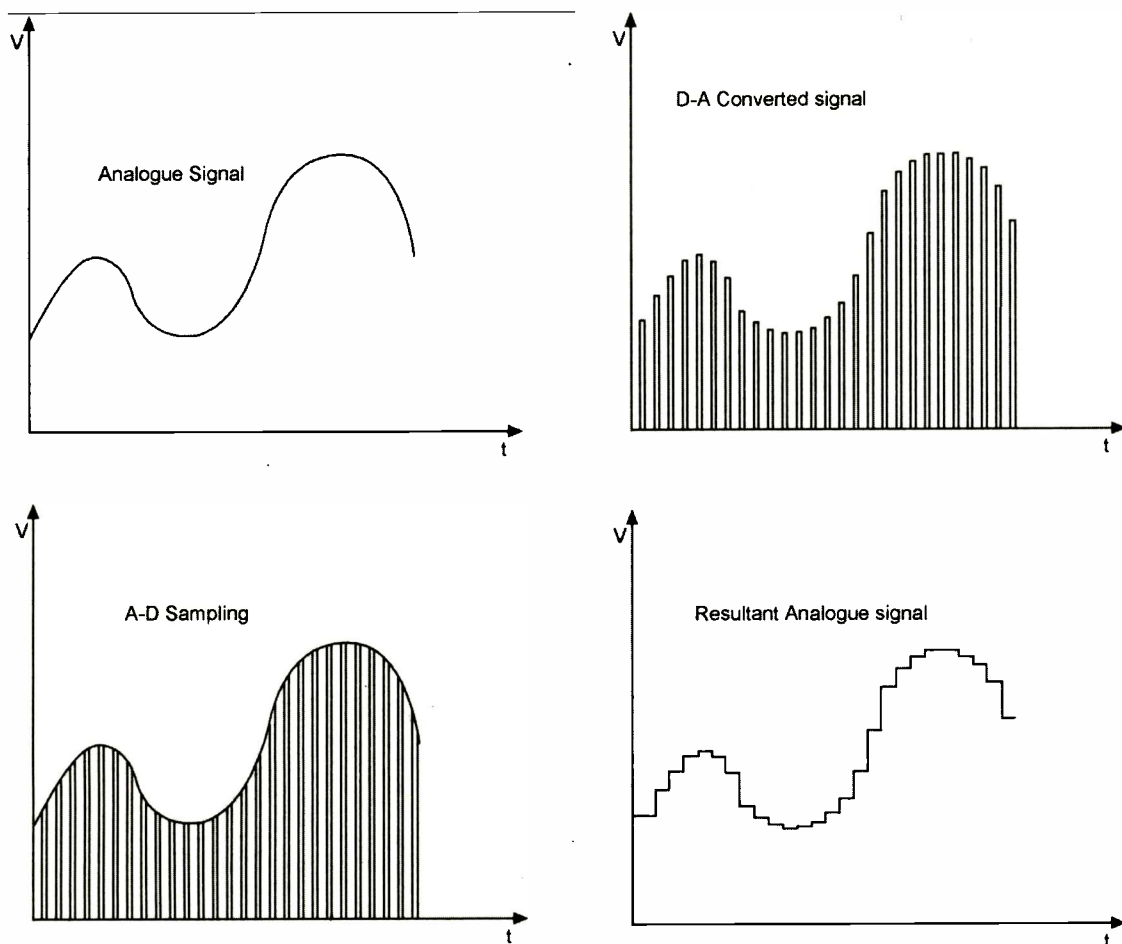 V
Analogue Signal
t
V
D-A Converted signal
t
V
A-D Sampling
t
V
Resultant Analogue signal
t